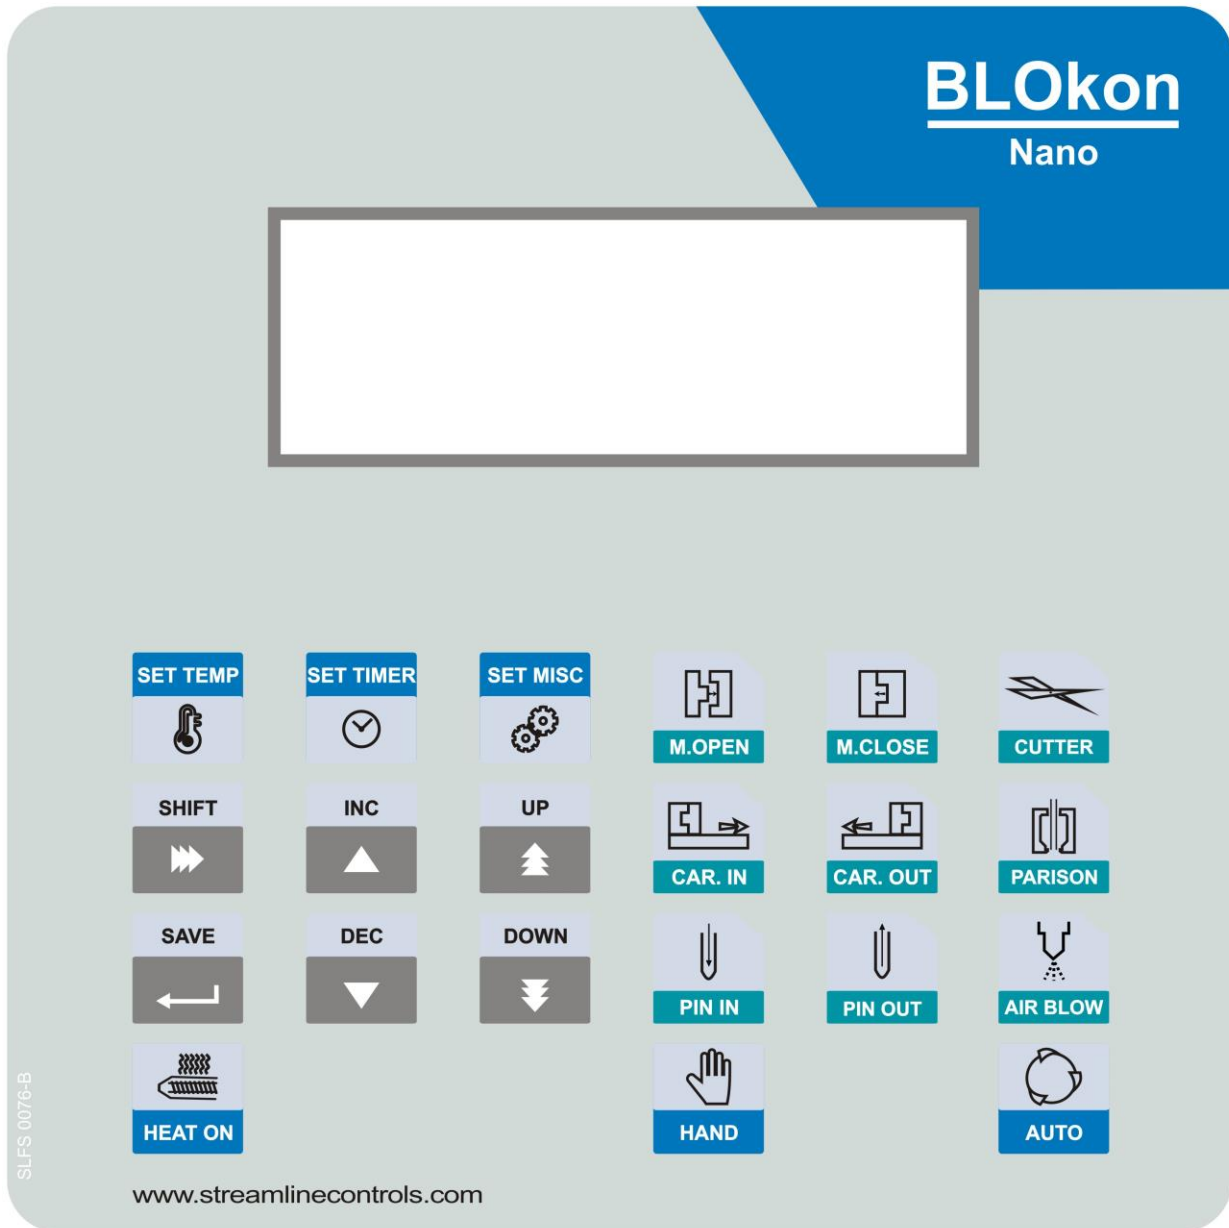 BLOkon
Nano
SET TEMP
SET TIMER
SET MISC
M.OPEN
M.CLOSE
CUTTER
SHIFT
INC
UP
CAR. IN
CAR. OUT
PARISON
SAVE
DEC
DOWN
PIN IN
PIN OUT
AIR BLOW
HEAT ON
HAND
AUTO
SLFS 0076-B
www.streamlinecontrols.com